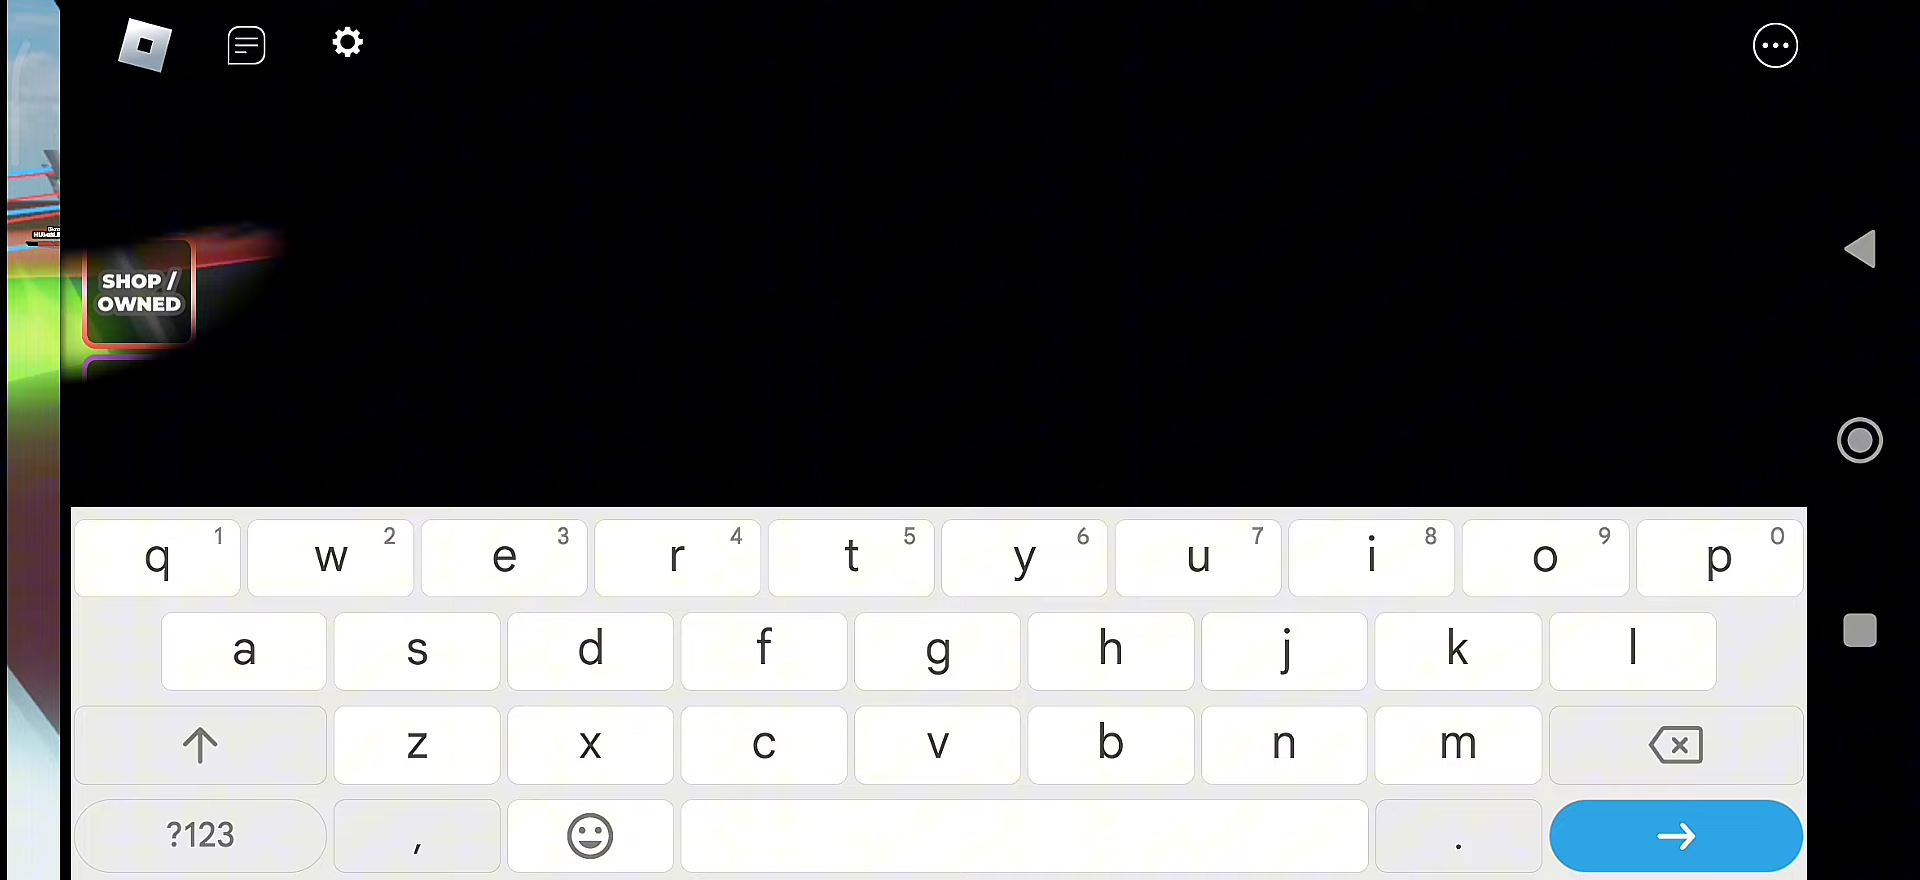 SHOP /
OWNED
q 1 w 2 e 3 r 4 t 5 y 6 u 7 i 8 o 9 p 0
a s d f g h j k l
z x c v b n m
?123 , .